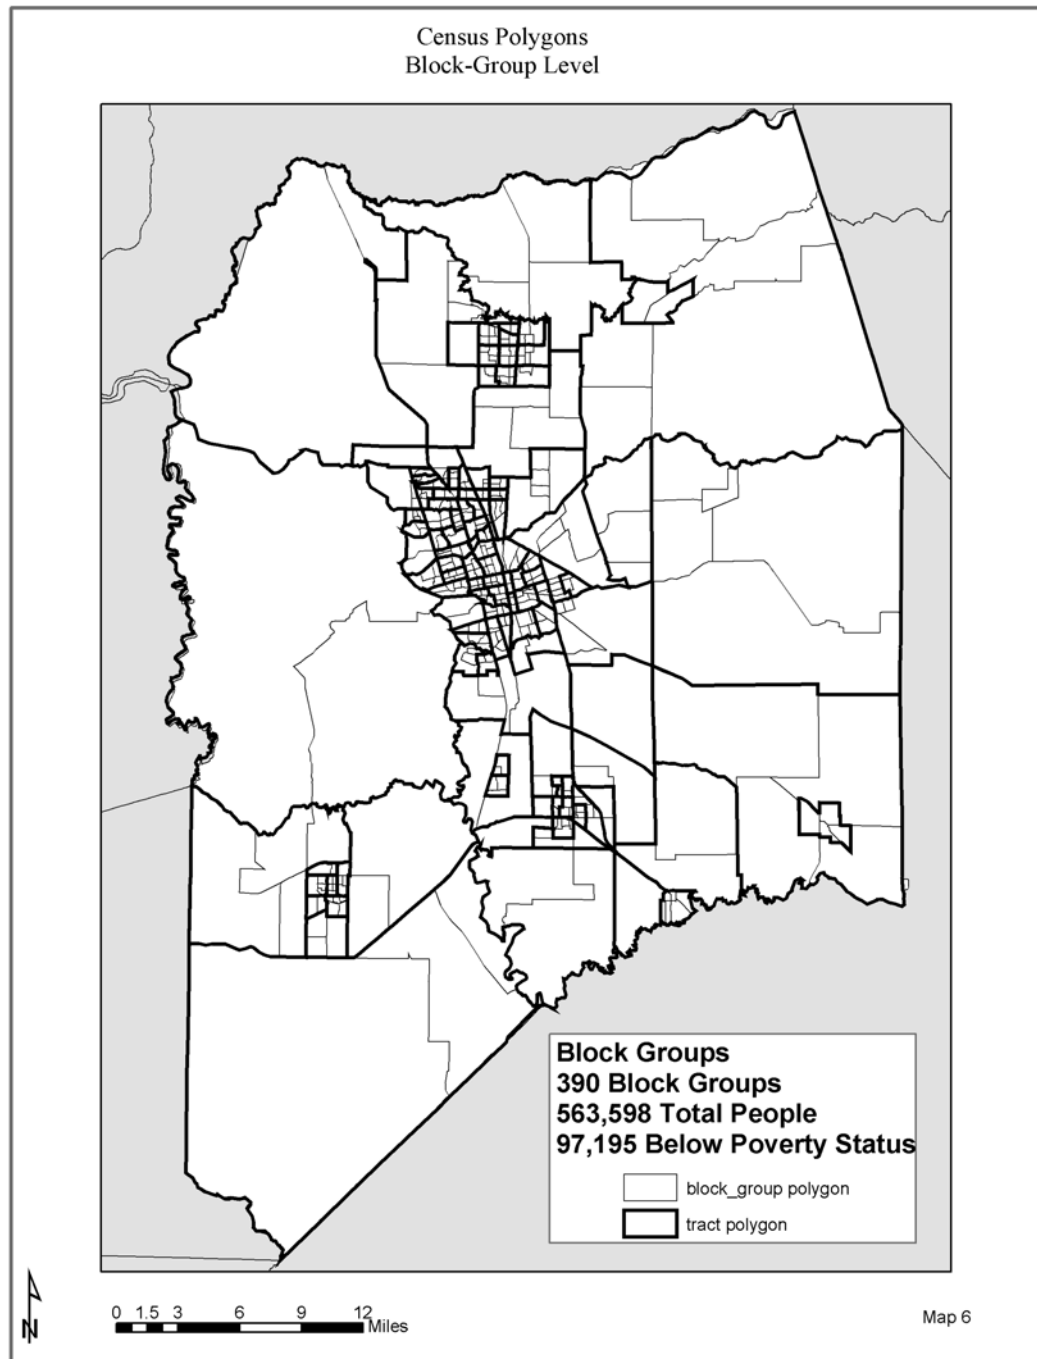 Census Polygons
Block-Group Level
Block Groups
390 Block Groups
563,598 Total People
97,195 Below Poverty Status
block_group polygon
tract polygon
N
0 1.5 3 6 9 12
Miles
Map 6